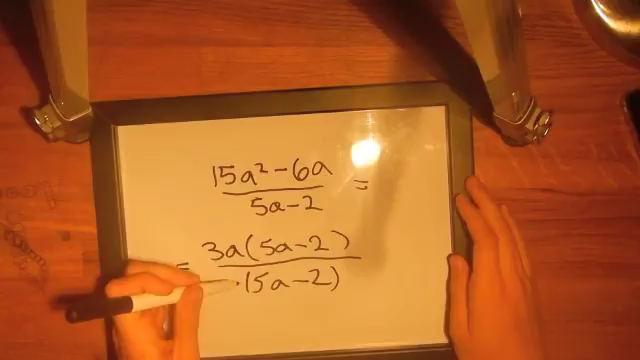 15a² - 6a
5a - 2
=
= 3a(5a - 2)
·(5a - 2)